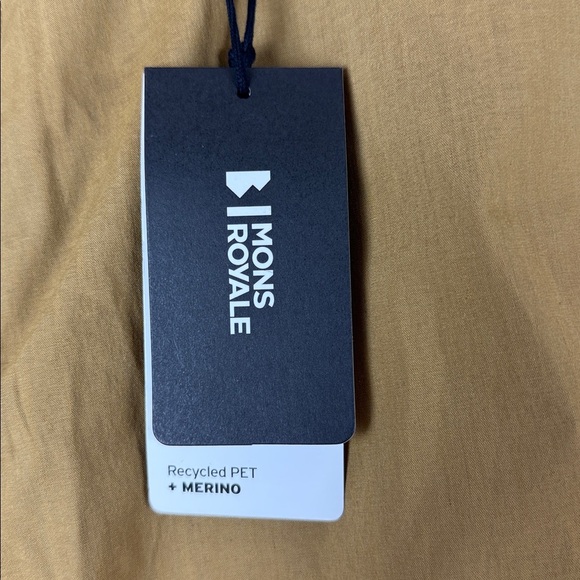 MONS
ROYALE
Recycled PET
+ MERINO